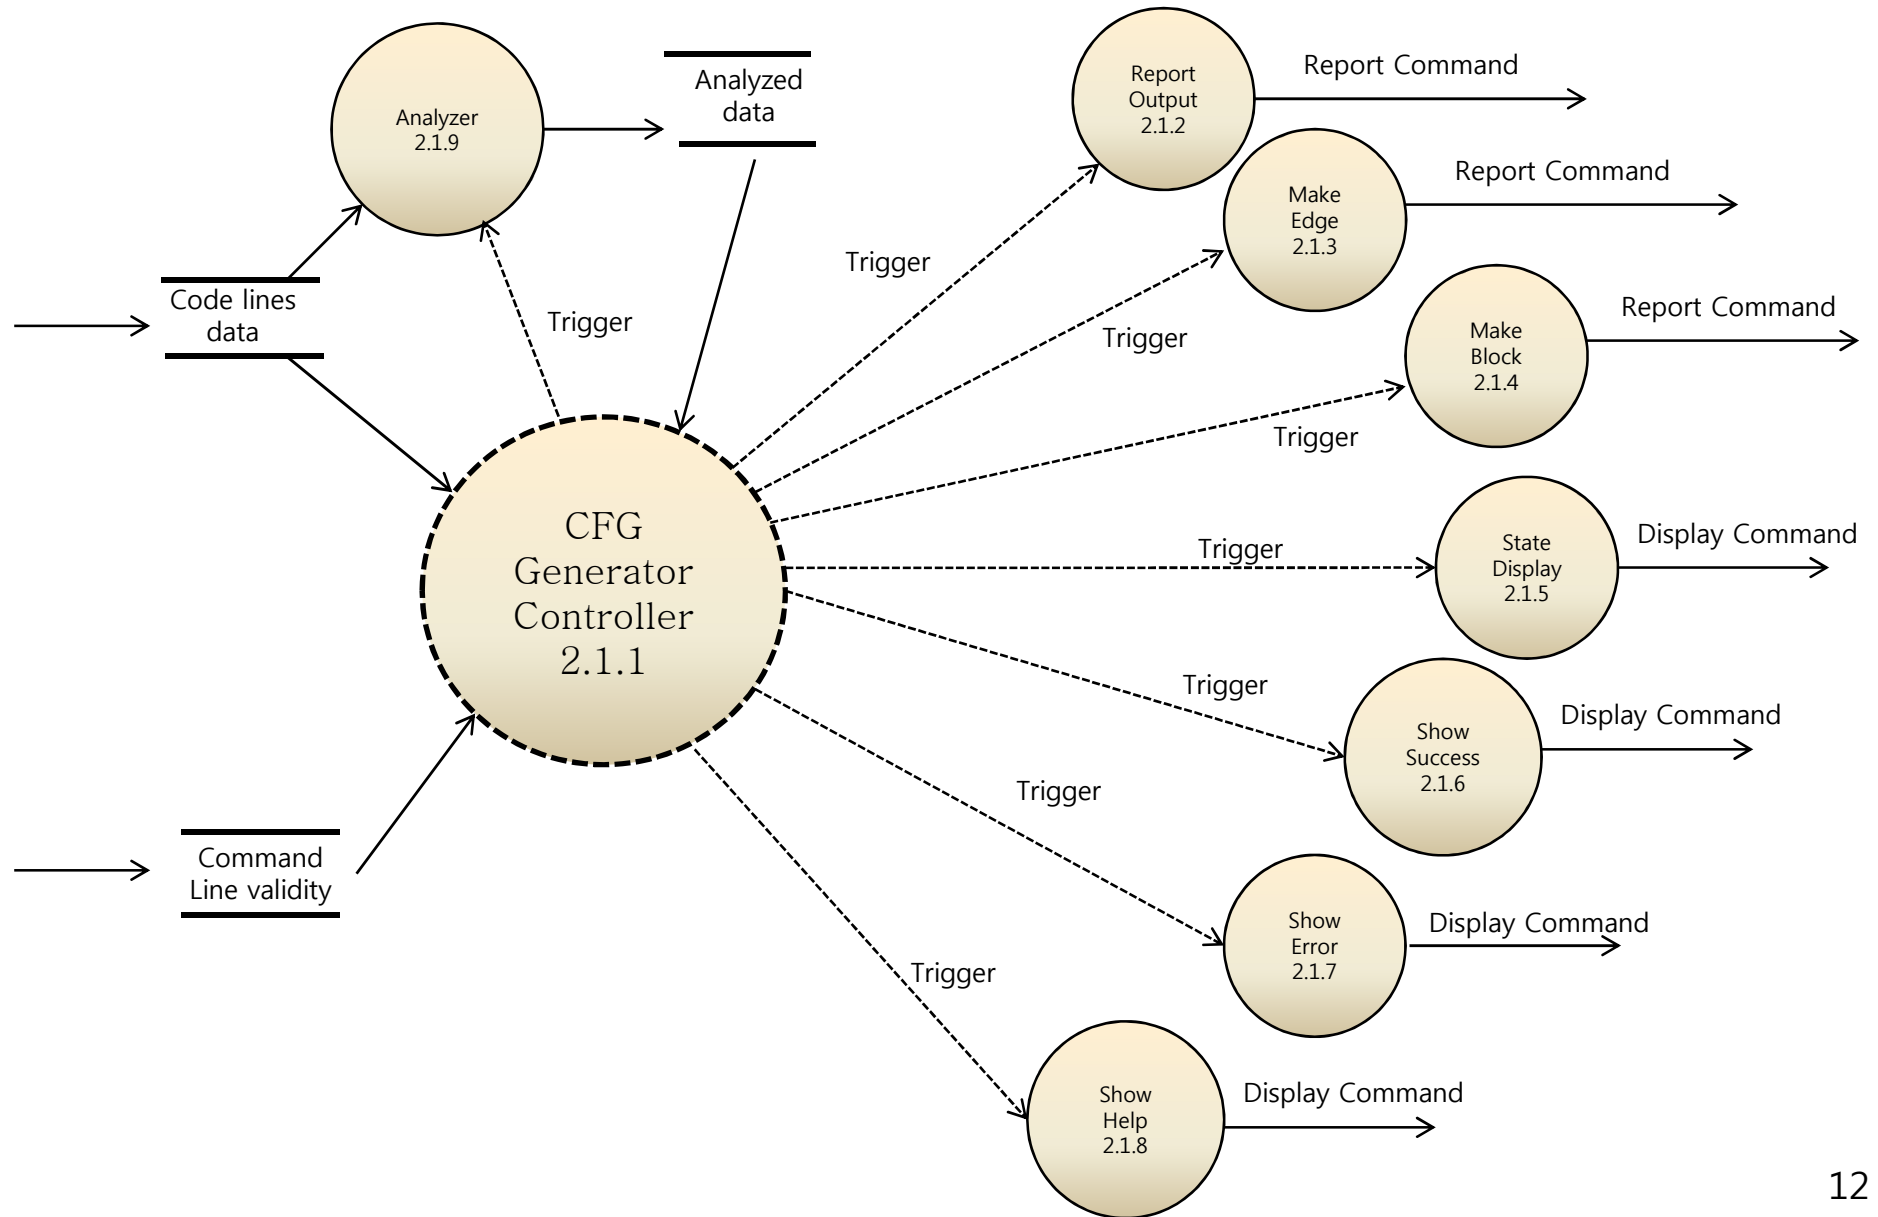 Analyzer
2.1.9
Analyzed
data
Report
Output
2.1.2
Report Command
Make
Edge
2.1.3
Report Command
Make
Block
2.1.4
Report Command
Code lines
data
Trigger
Trigger
Trigger
Trigger
CFG
Generator
Controller
2.1.1
Trigger
State
Display
2.1.5
Display Command
Trigger
Show
Success
2.1.6
Display Command
Trigger
Show
Error
2.1.7
Display Command
Command
Line validity
Trigger
Show
Help
2.1.8
Display Command
12